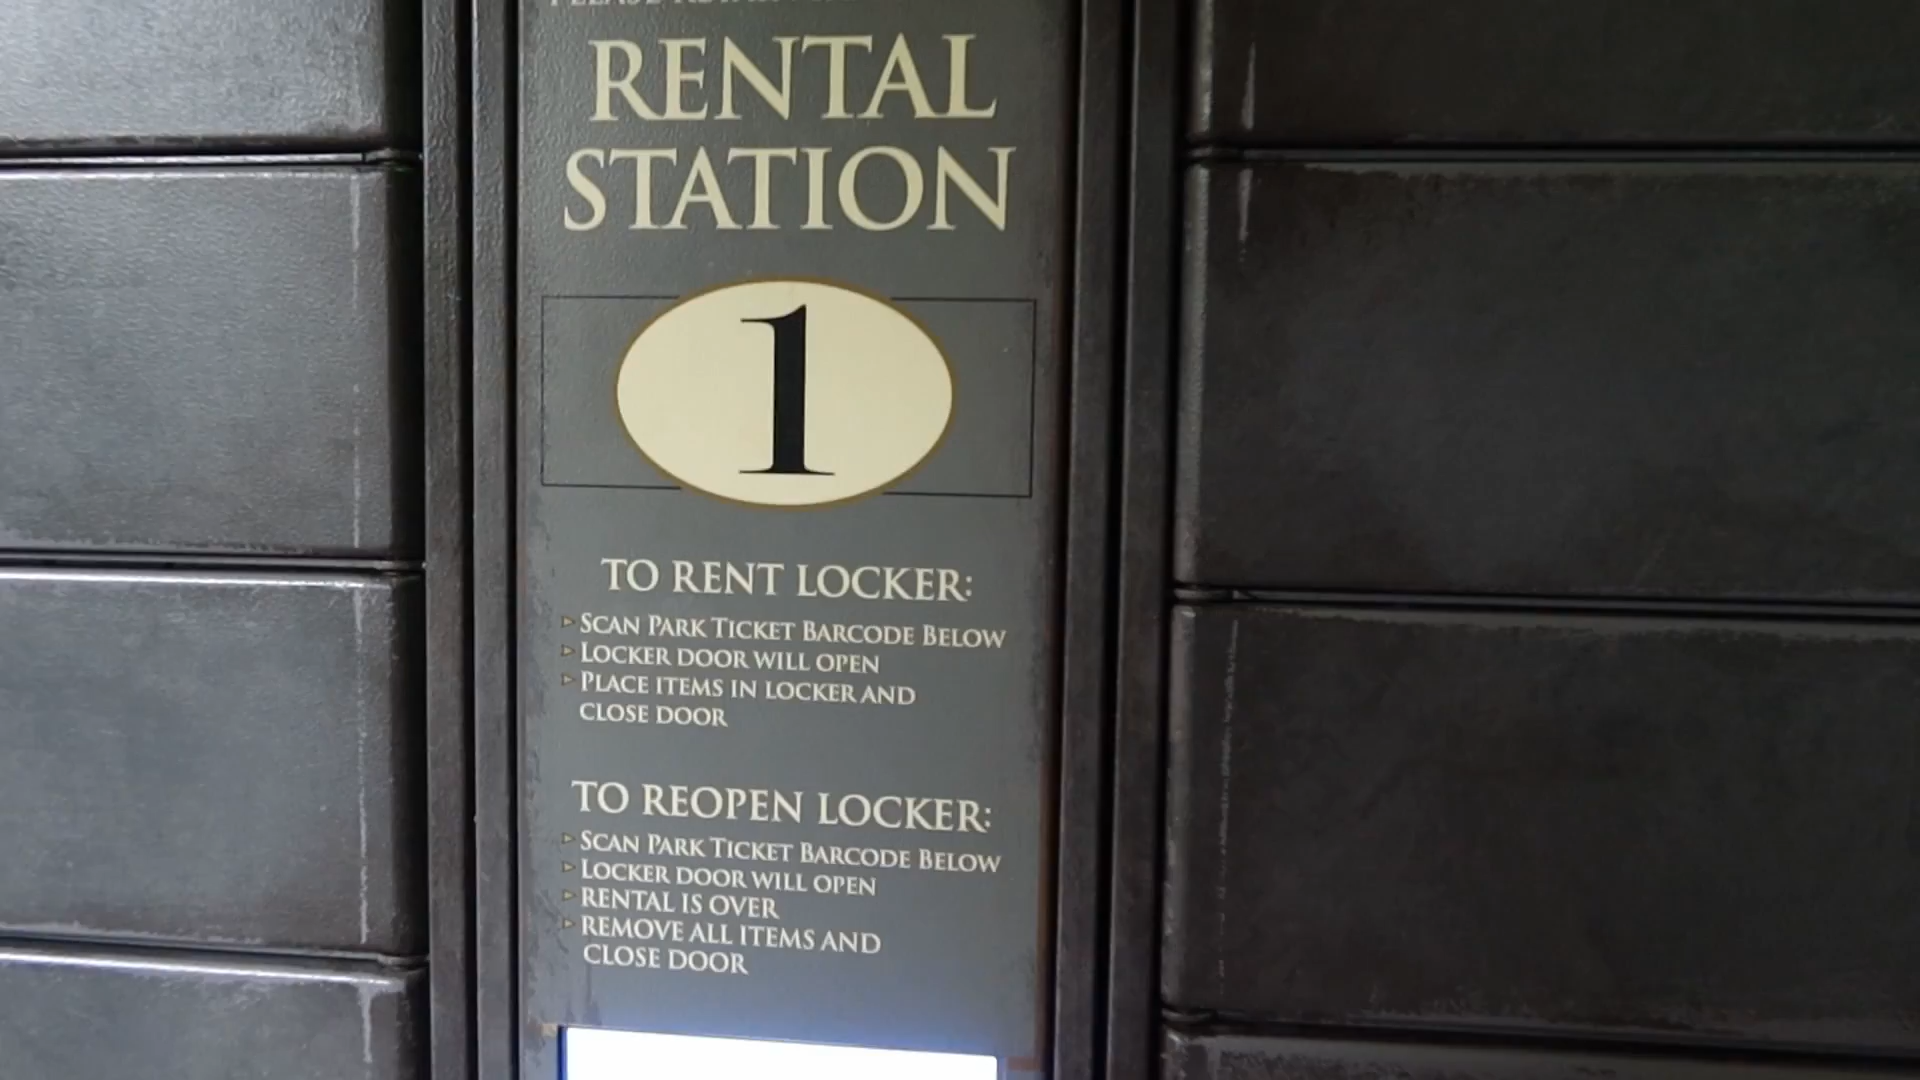 RENTAL
STATION
1
TO RENT LOCKER:
SCAN PARK TICKET BARCODE BELOW
LOCKER DOOR WILL OPEN
PLACE ITEMS IN LOCKER AND
CLOSE DOOR
TO REOPEN LOCKER:
SCAN PARK TICKET BARCODE BELOW
LOCKER DOOR WILL OPEN
RENTAL IS OVER
REMOVE ALL ITEMS AND
CLOSE DOOR